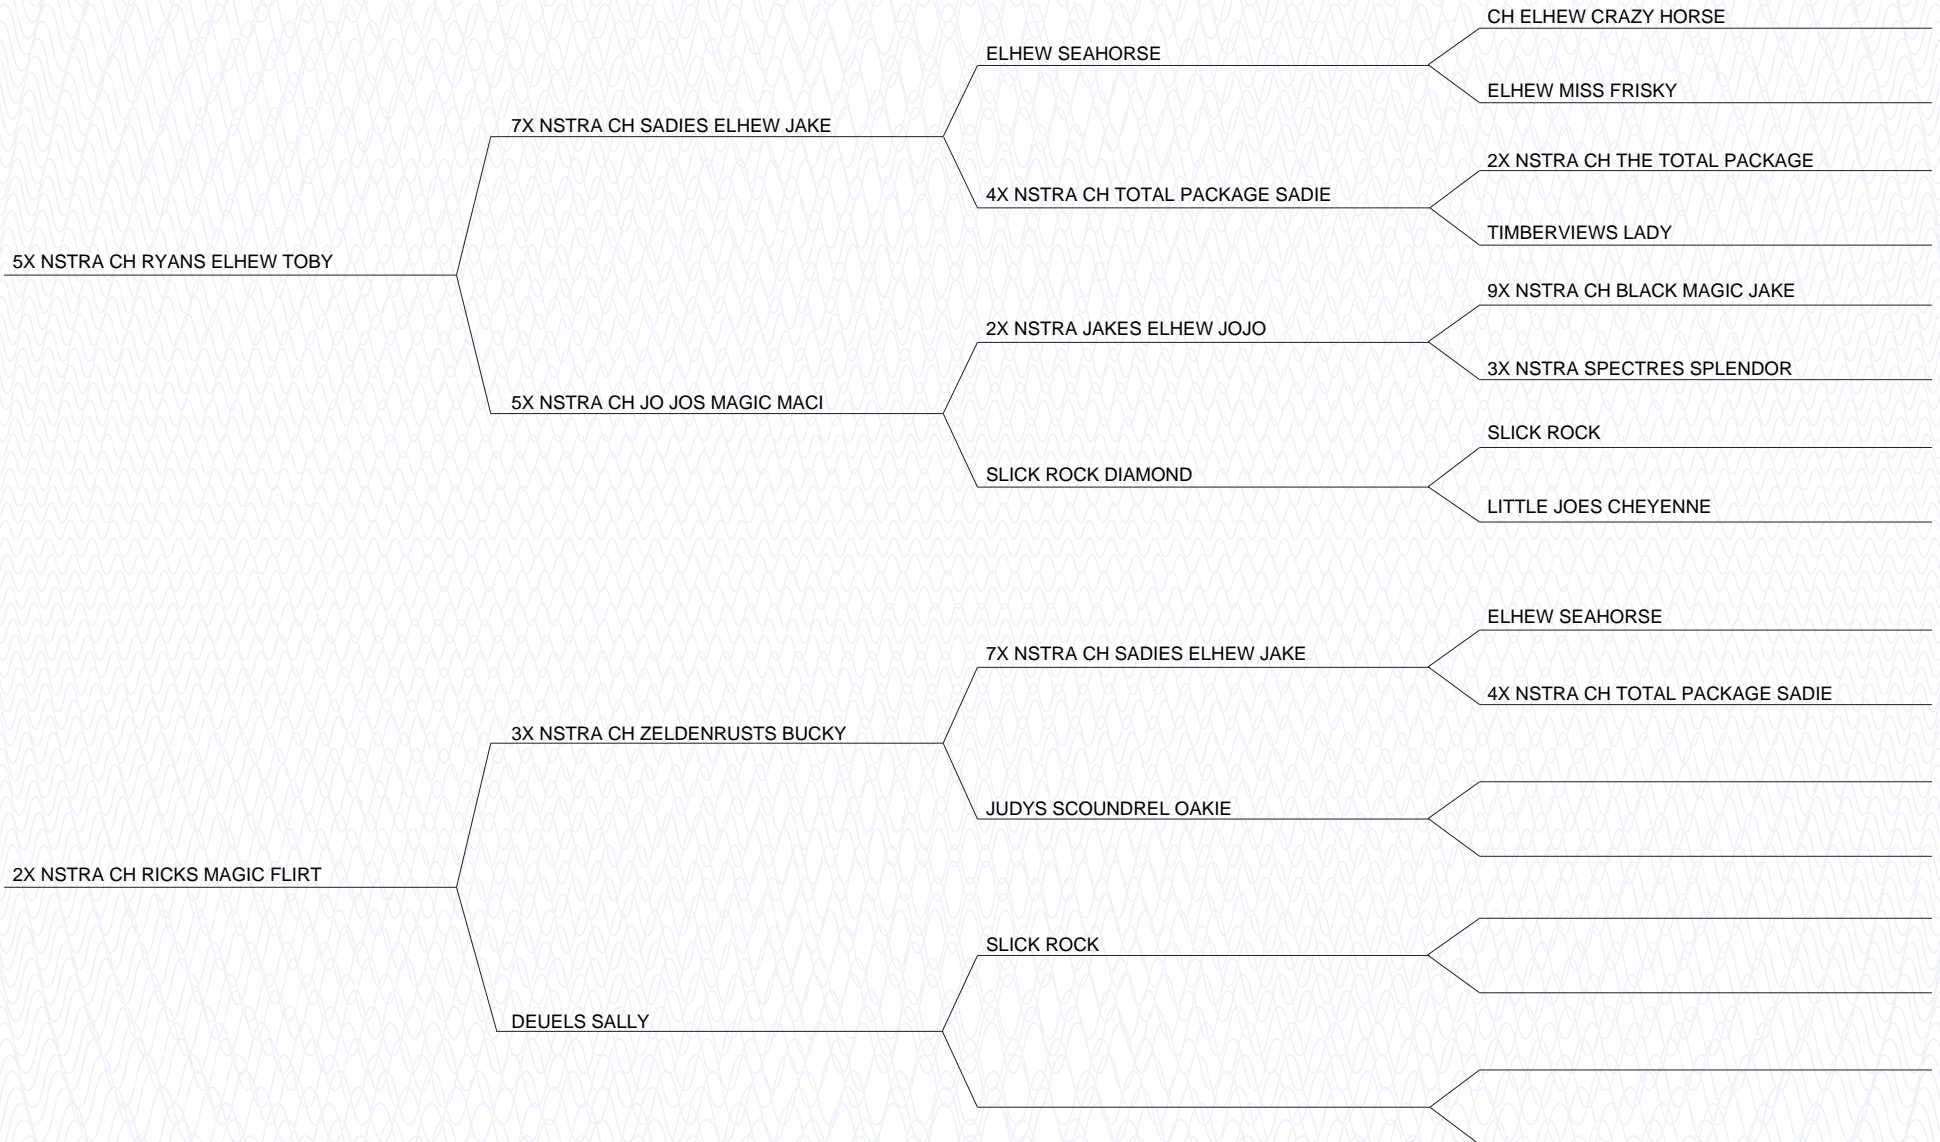 CH ELHEW CRAZY HORSE
ELHEW SEAHORSE
ELHEW MISS FRISKY
7X NSTRA CH SADIES ELHEW JAKE
2X NSTRA CH THE TOTAL PACKAGE
4X NSTRA CH TOTAL PACKAGE SADIE
TIMBERVIEWS LADY
5X NSTRA CH RYANS ELHEW TOBY
9X NSTRA CH BLACK MAGIC JAKE
2X NSTRA JAKES ELHEW JOJO
3X NSTRA SPECTRES SPLENDOR
5X NSTRA CH JO JOS MAGIC MACI
SLICK ROCK
SLICK ROCK DIAMOND
LITTLE JOES CHEYENNE
ELHEW SEAHORSE
7X NSTRA CH SADIES ELHEW JAKE
4X NSTRA CH TOTAL PACKAGE SADIE
3X NSTRA CH ZELDENRUSTS BUCKY
JUDYS SCOUNDREL OAKIE
2X NSTRA CH RICKS MAGIC FLIRT
SLICK ROCK
DEUELS SALLY